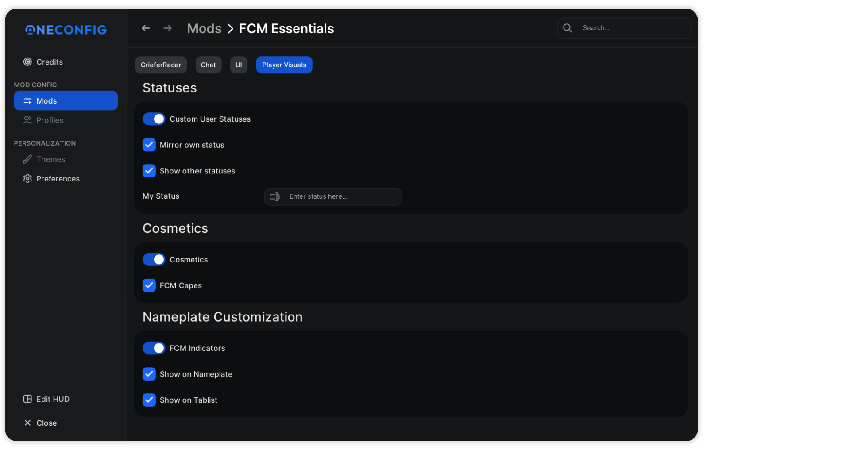 ONECONFIG
Credits
MOD CONFIG
Mods
Profiles
PERSONALIZATION
Themes
Preferences
Edit HUD
Close
Mods > FCM Essentials
Search...
GrieferRadar
Chat
UI
Player Visuals
Statuses
Custom User Statuses
Mirror own status
Show other statuses
My Status
Enter status here...
Cosmetics
Cosmetics
FCM Capes
Nameplate Customization
FCM Indicators
Show on Nameplate
Show on Tablist